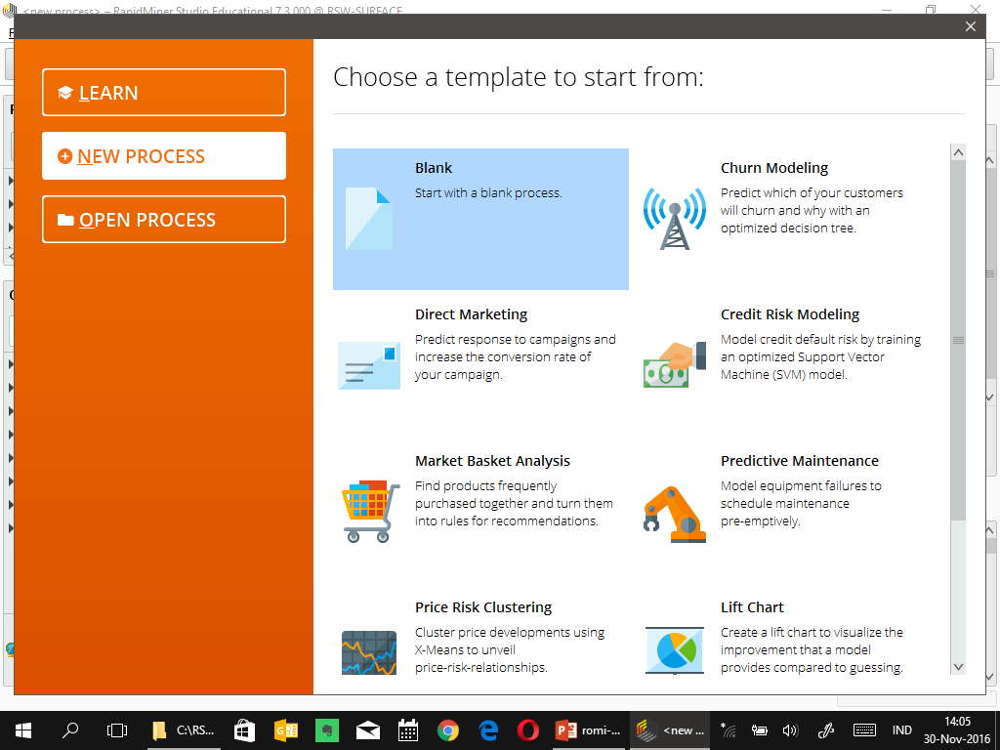 <new process> – RapidMiner Studio Educational 7.3.000 @ RSW-SURFACE
LEARN
NEW PROCESS
OPEN PROCESS
Choose a template to start from:
Blank
Start with a blank process.
Churn Modeling
Predict which of your customers
will churn and why with an
optimized decision tree.
Direct Marketing
Predict response to campaigns and
increase the conversion rate of
your campaign.
Credit Risk Modeling
Model credit default risk by training
an optimized Support Vector
Machine (SVM) model.
Market Basket Analysis
Find products frequently
purchased together and turn them
into rules for recommendations.
Predictive Maintenance
Model equipment failures to
schedule maintenance
pre-emptively.
Price Risk Clustering
Cluster price developments using
X-Means to unveil
price-risk-relationships.
Lift Chart
Create a lift chart to visualize the
improvement that a model
provides compared to guessing.
C:\RS...
romi-...
<new ...
IND
14:05
30-Nov-2016